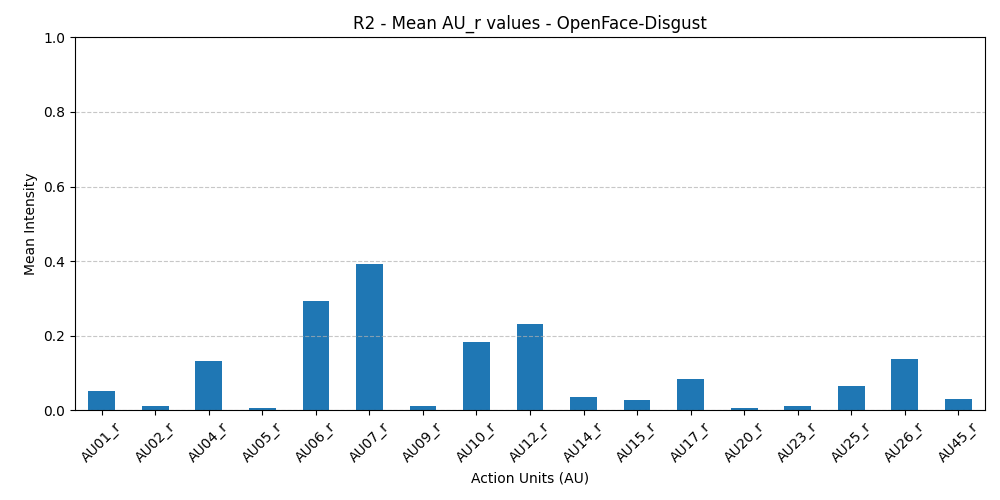 R2 - Mean AU_r values - OpenFace-Disgust
1.0
0.8
0.6
0.4
0.2
0.0
Mean Intensity
AU01_r AU02_r AU04_r AU05_r AU06_r AU07_r AU09_r AU10_r AU12_r AU14_r AU15_r AU17_r AU20_r AU23_r AU25_r AU26_r AU45_r
Action Units (AU)